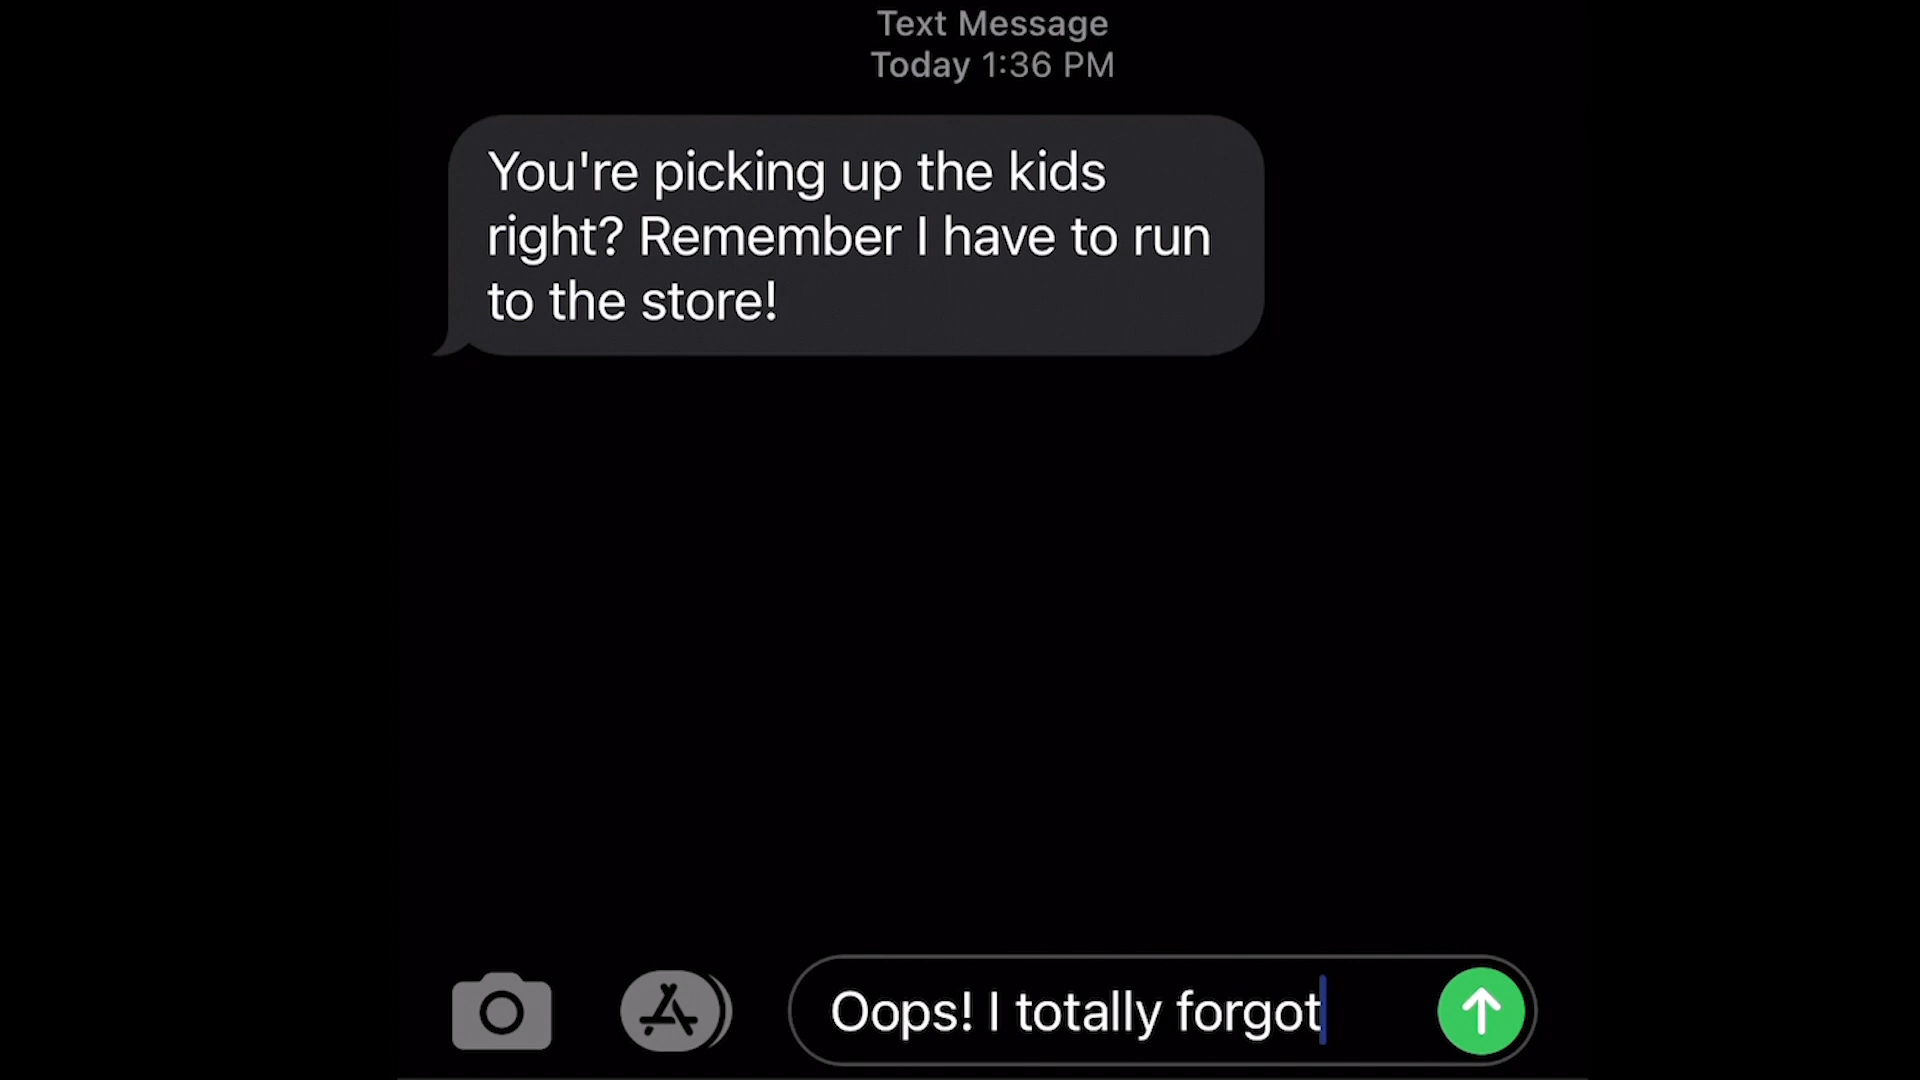 Text Message
Today 1:36 PM
You're picking up the kids
right? Remember I have to run
to the store!
Oops! I totally forgot